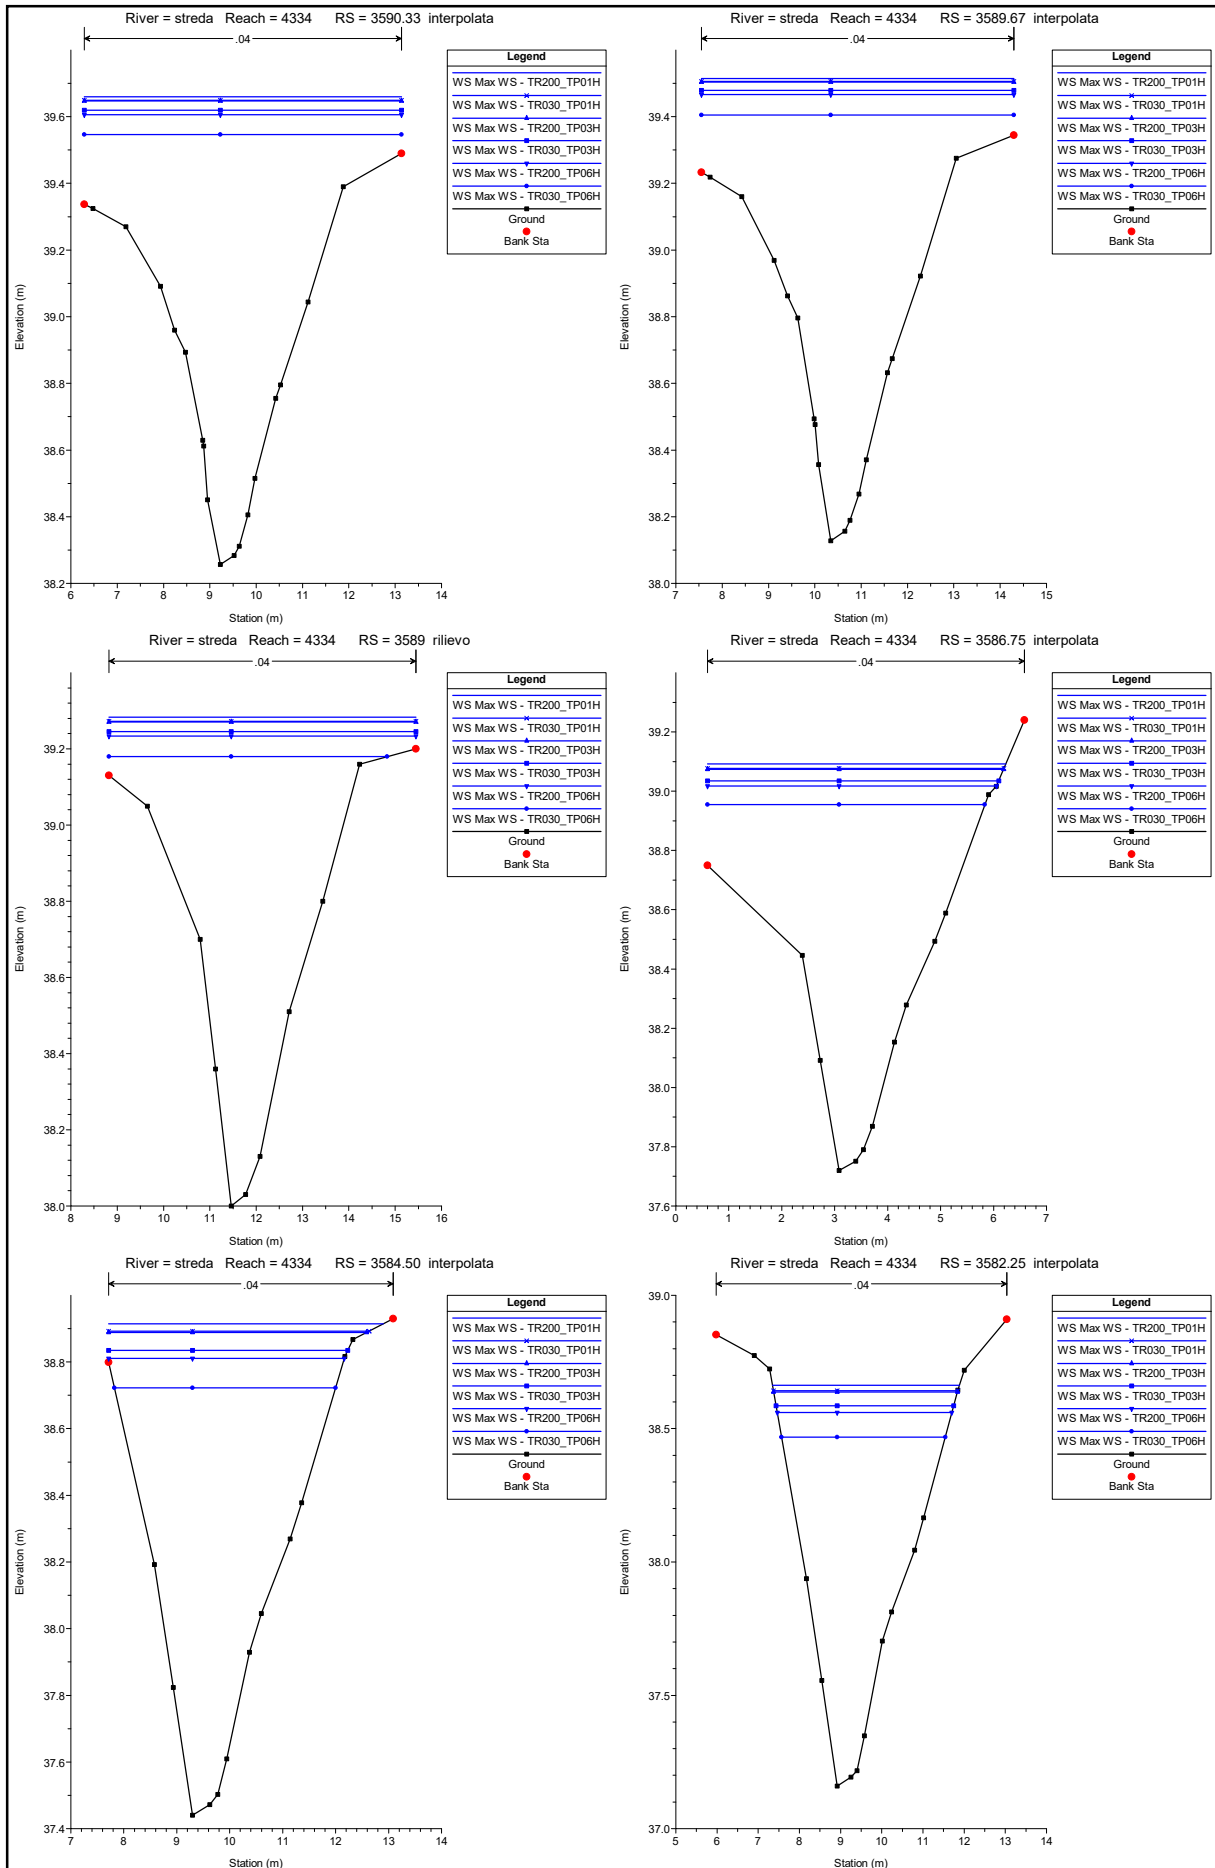 River = streda   Reach = 4334      RS = 3590.33  interpolata
.04
Legend
WS Max WS - TR200_TP01H
WS Max WS - TR030_TP01H
WS Max WS - TR200_TP03H
WS Max WS - TR030_TP03H
WS Max WS - TR200_TP06H
WS Max WS - TR030_TP06H
Ground
Bank Sta
39.6
39.4
39.2
39.0
38.8
38.6
38.4
38.2
Elevation (m)
6 7 8 9 10 11 12 13 14
Station (m)
River = streda   Reach = 4334      RS = 3589.67  interpolata
.04
Legend
WS Max WS - TR200_TP01H
WS Max WS - TR030_TP01H
WS Max WS - TR200_TP03H
WS Max WS - TR030_TP03H
WS Max WS - TR200_TP06H
WS Max WS - TR030_TP06H
Ground
Bank Sta
39.6
39.4
39.2
39.0
38.8
38.6
38.4
38.2
38.0
Elevation (m)
7 8 9 10 11 12 13 14 15
Station (m)
River = streda   Reach = 4334      RS = 3589  rilievo
.04
Legend
WS Max WS - TR200_TP01H
WS Max WS - TR030_TP01H
WS Max WS - TR200_TP03H
WS Max WS - TR030_TP03H
WS Max WS - TR200_TP06H
WS Max WS - TR030_TP06H
Ground
Bank Sta
39.2
39.0
38.8
38.6
38.4
38.2
38.0
Elevation (m)
8 9 10 11 12 13 14 15 16
Station (m)
River = streda   Reach = 4334      RS = 3586.75  interpolata
.04
Legend
WS Max WS - TR200_TP01H
WS Max WS - TR030_TP01H
WS Max WS - TR200_TP03H
WS Max WS - TR030_TP03H
WS Max WS - TR200_TP06H
WS Max WS - TR030_TP06H
Ground
Bank Sta
39.2
39.0
38.8
38.6
38.4
38.2
38.0
37.8
37.6
Elevation (m)
0 1 2 3 4 5 6 7
Station (m)
River = streda   Reach = 4334      RS = 3584.50  interpolata
.04
Legend
WS Max WS - TR200_TP01H
WS Max WS - TR030_TP01H
WS Max WS - TR200_TP03H
WS Max WS - TR030_TP03H
WS Max WS - TR200_TP06H
WS Max WS - TR030_TP06H
Ground
Bank Sta
38.8
38.6
38.4
38.2
38.0
37.8
37.6
37.4
Elevation (m)
7 8 9 10 11 12 13 14
Station (m)
River = streda   Reach = 4334      RS = 3582.25  interpolata
.04
Legend
WS Max WS - TR200_TP01H
WS Max WS - TR030_TP01H
WS Max WS - TR200_TP03H
WS Max WS - TR030_TP03H
WS Max WS - TR200_TP06H
WS Max WS - TR030_TP06H
Ground
Bank Sta
39.0
38.5
38.0
37.5
37.0
Elevation (m)
5 6 7 8 9 10 11 12 13 14
Station (m)